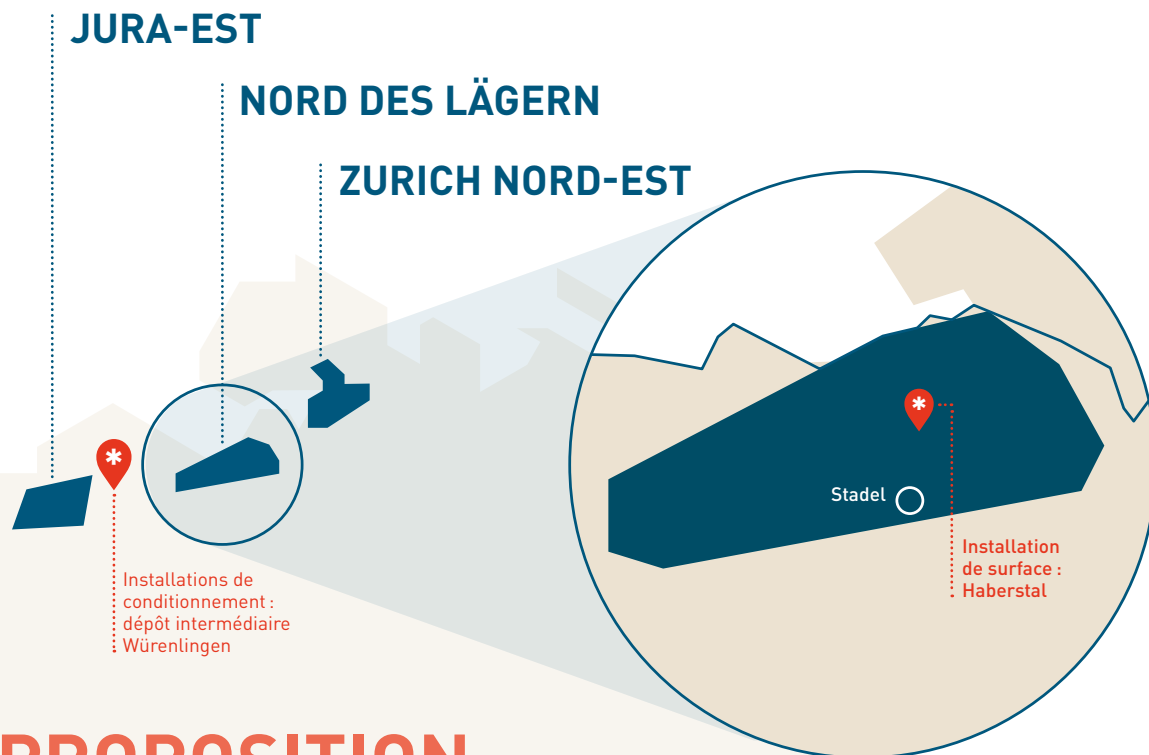 JURA-EST
NORD DES LÄGERN
ZURICH NORD-EST
Stadel
Installation
de surface :
Haberstal
Installations de
conditionnement :
dépôt intermédiaire
Würenlingen
PROPOSITION